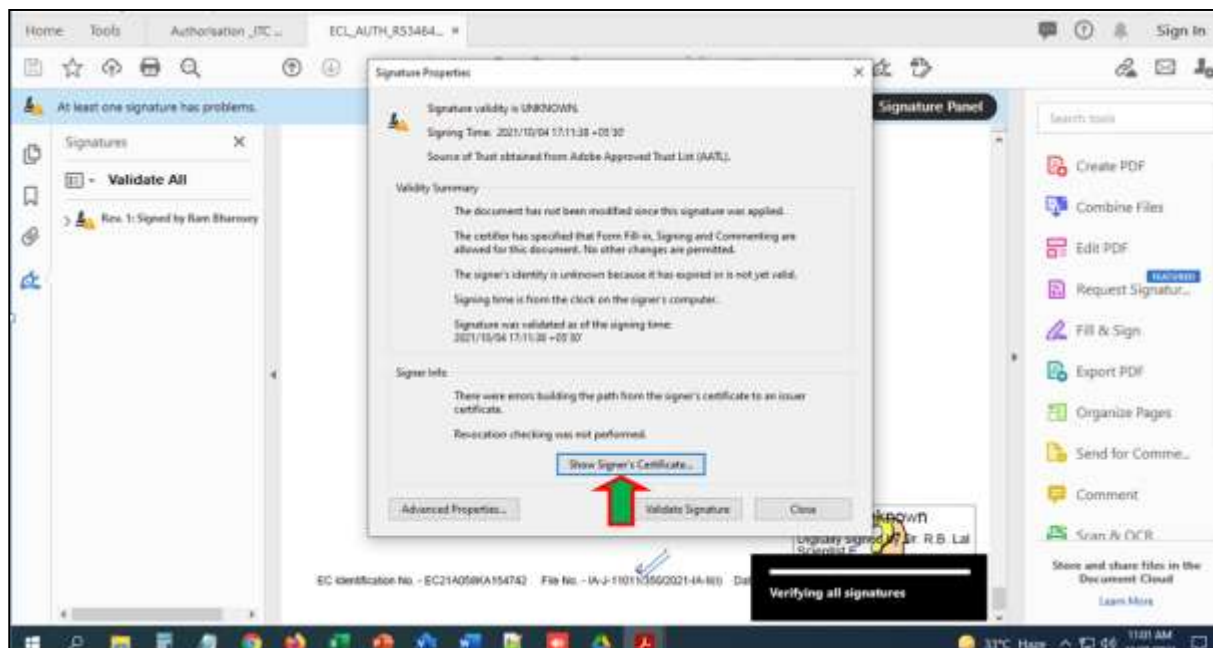 Home Tools Authorisation _ITC ... ECL_AUTH_RS3464... × Sign In
At least one signature has problems.
Signature Panel
Signatures ×
Validate All
Rev. 1: Signed by Ram Bharosey
Signature Properties ×
Signature validity is UNKNOWN.
Signing Time: 2021/10/04 17:11:38 +05'30'
Source of Trust obtained from Adobe Approved Trust List (AATL).
Validity Summary
The document has not been modified since this signature was applied.
The certifier has specified that Form Fill-in, Signing and Commenting are
allowed for this document. No other changes are permitted.
The signer's identity is unknown because it has expired or is not yet valid.
Signing time is from the clock on the signer's computer.
Signature was validated as of the signing time:
2021/10/04 17:11:38 +05'30'
Signer Info
There were errors building the path from the signer's certificate to an issuer
certificate.
Revocation checking was not performed.
Show Signer's Certificate...
Advanced Properties...
Validate Signature
Close
Digitally Signed by Dr. R.B. Lal
Scientist E
EC Identification No. - EC21A058KA154742 File No. - IA-J-11011/350/2021-IA-II(I)
Verifying all signatures
Search tools
Create PDF
Combine Files
Edit PDF
FEATURED
Request Signatur...
Fill & Sign
Export PDF
Organize Pages
Send for Comme...
Comment
Scan & OCR
Store and share files in the
Document Cloud
Learn More
33°C Haze
11:01 AM